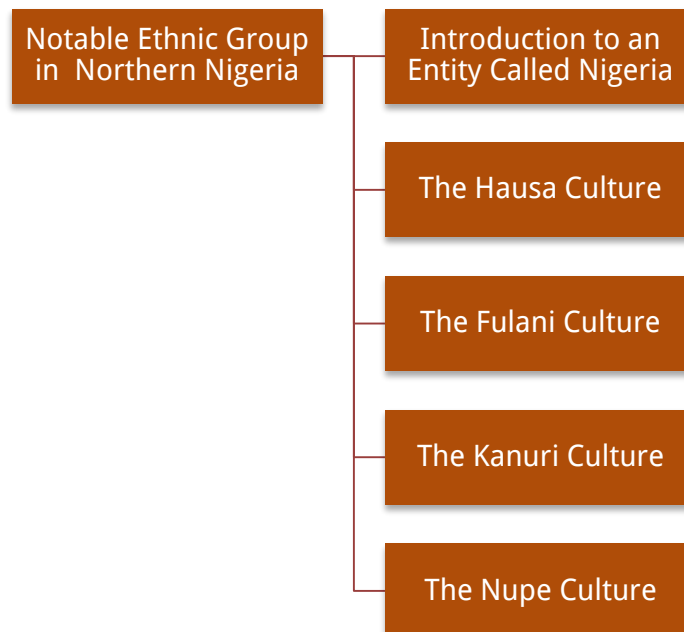 Notable Ethnic Group
in Northern Nigeria
Introduction to an
Entity Called Nigeria
The Hausa Culture
The Fulani Culture
The Kanuri Culture
The Nupe Culture